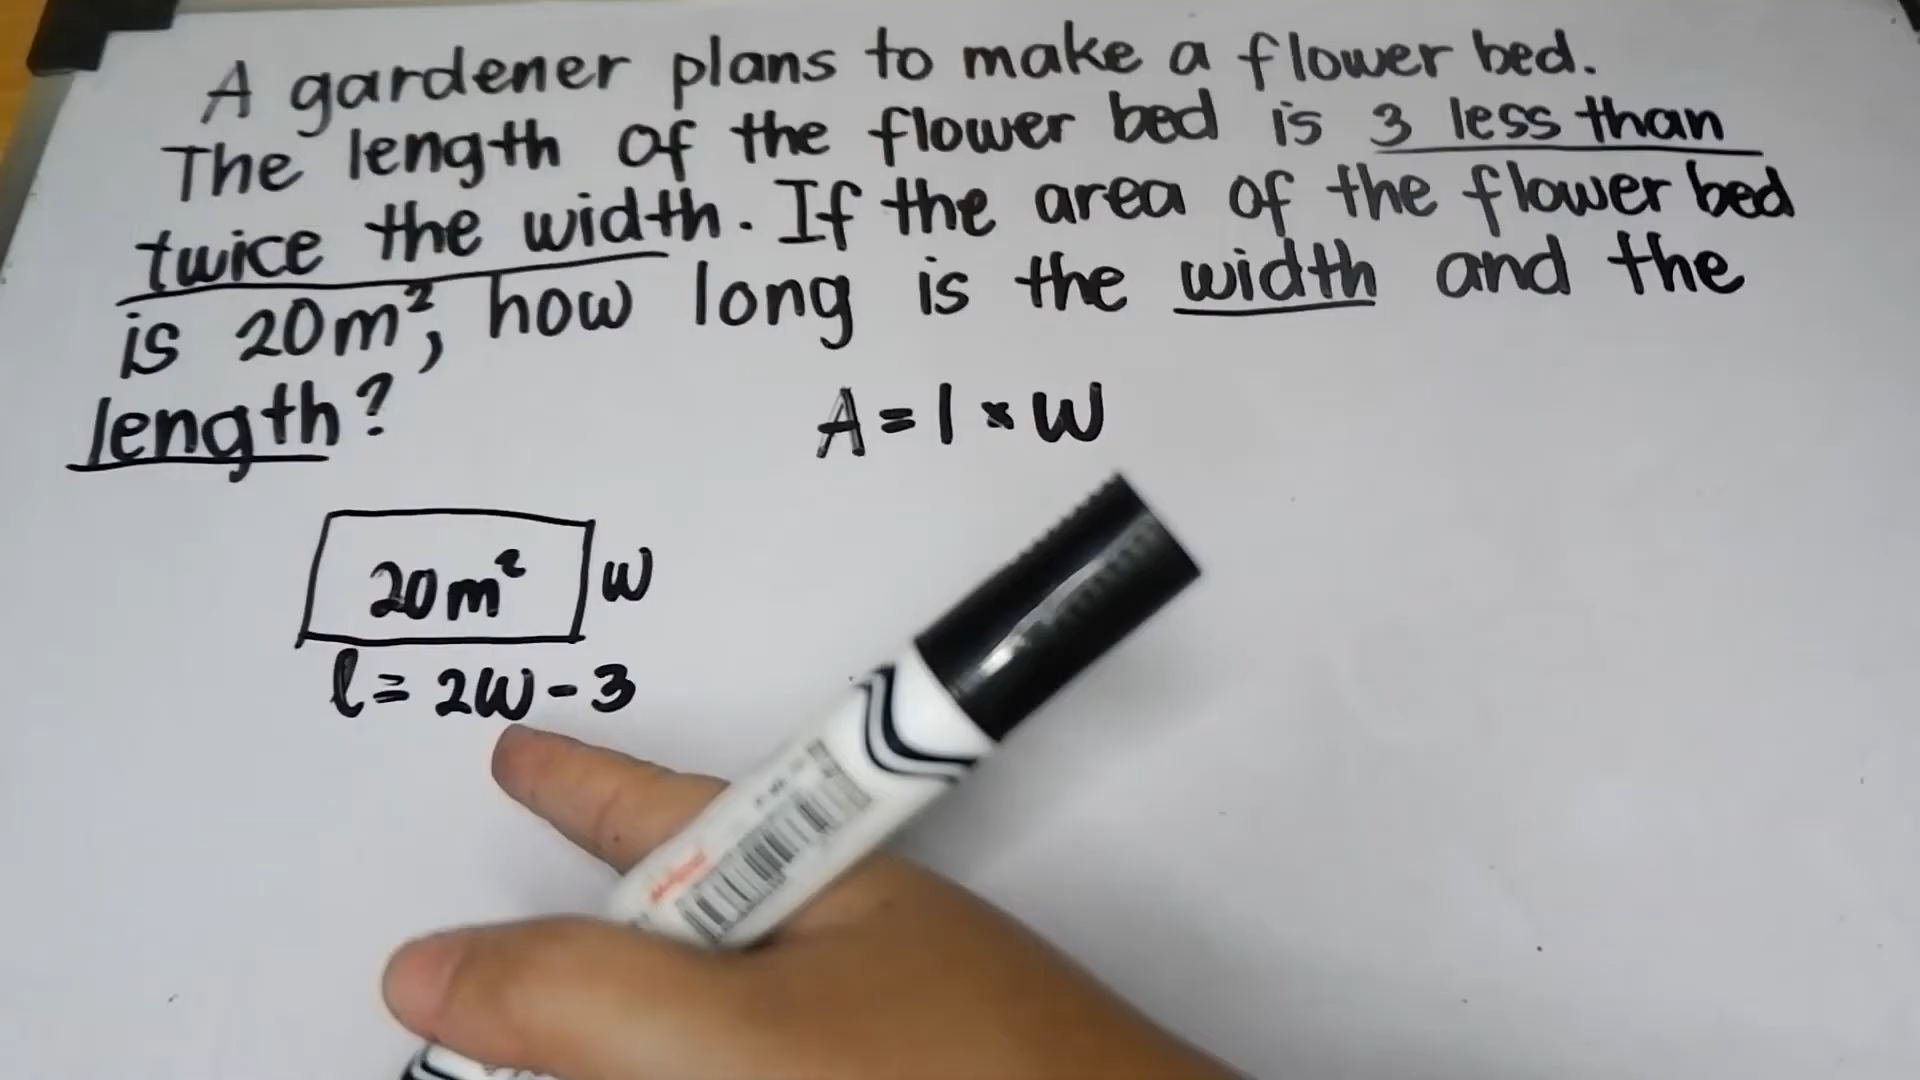 A gardener plans to make a flower bed.
The length of the flower bed is 3 less than
twice the width. If the area of the flower bed
is 20m², how long is the width and the
length?
A = l × w
20m² w
l = 2w - 3